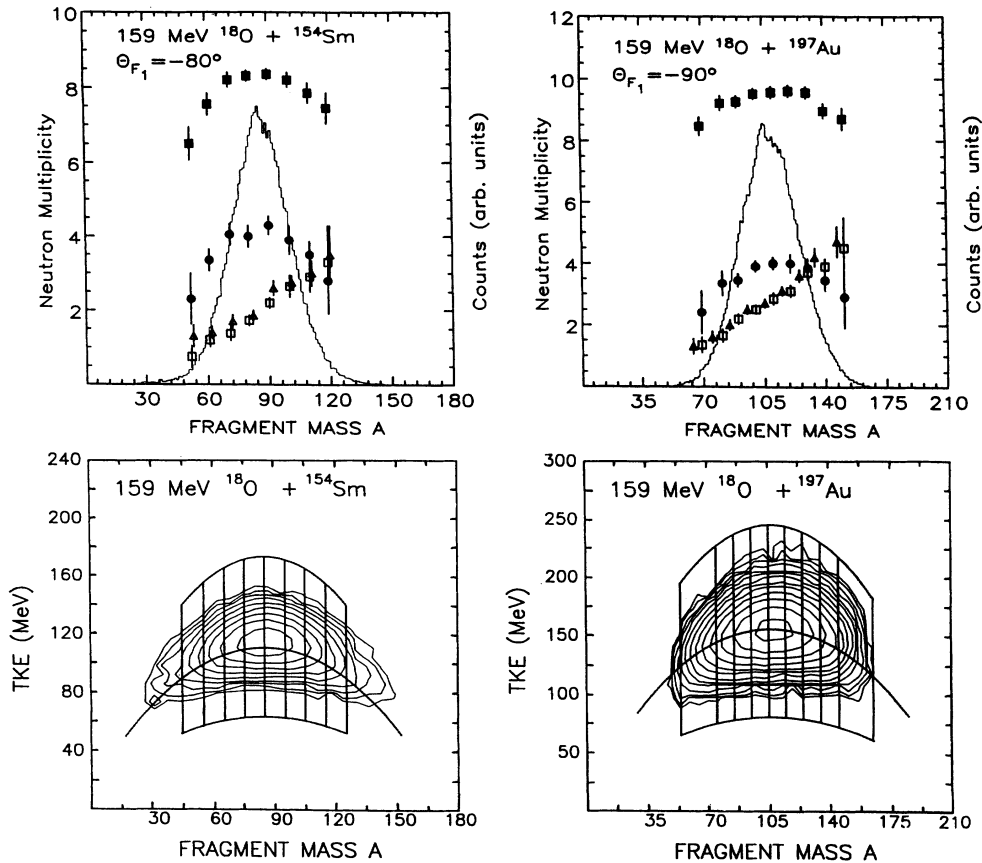 159 MeV ¹⁸O + ¹⁵⁴Sm
Θ_F₁=−80°
10
8
6
4
2
Neutron Multiplicity
Counts (arb. units)
30
60
90
120
150
180
FRAGMENT MASS A
159 MeV ¹⁸O + ¹⁹⁷Au
Θ_F₁=−90°
12
10
8
6
4
2
Neutron Multiplicity
Counts (arb. units)
35
70
105
140
175
210
FRAGMENT MASS A
159 MeV ¹⁸O + ¹⁵⁴Sm
240
200
160
120
80
40
TKE (MeV)
30
60
90
120
150
180
FRAGMENT MASS A
159 MeV ¹⁸O + ¹⁹⁷Au
300
250
200
150
100
50
TKE (MeV)
35
70
105
140
175
210
FRAGMENT MASS A